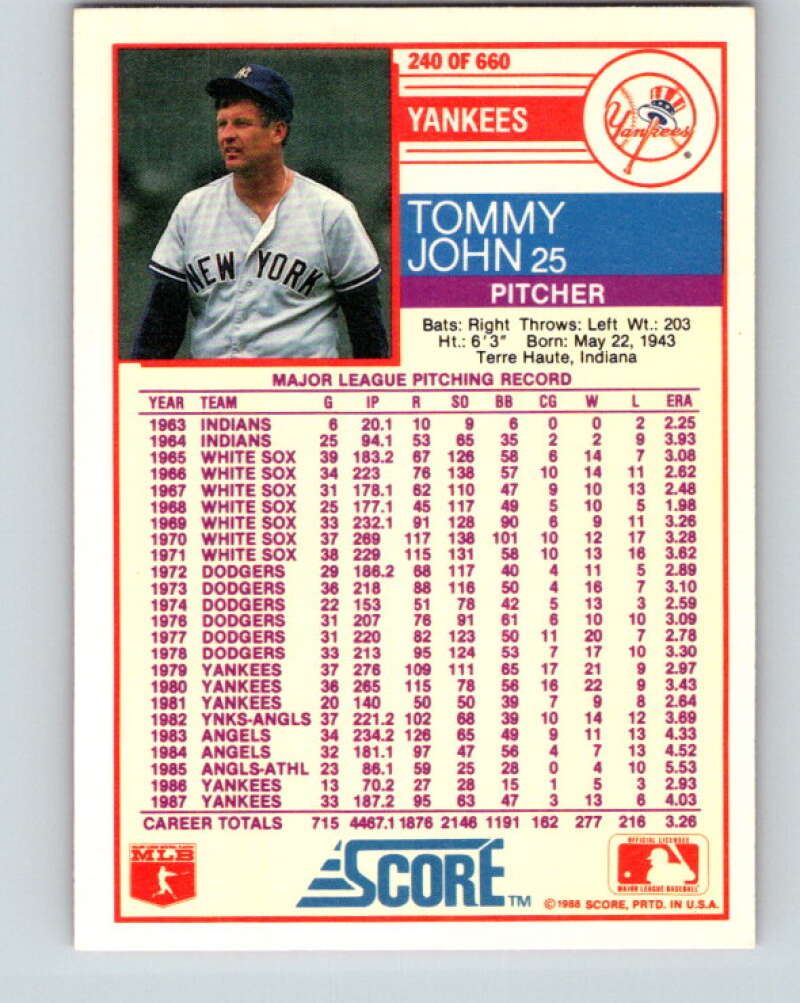 240 OF 660
YANKEES
Yankees
TOMMY
JOHN 25
PITCHER
NEW YORK
Bats: Right Throws: Left Wt.: 203
Ht.: 6'3" Born: May 22, 1943
Terre Haute, Indiana
MAJOR LEAGUE PITCHING RECORD
YEAR TEAM G IP R SO BB CG W L ERA
1963 INDIANS 6 20.1 10 9 6 0 0 2 2.25
1964 INDIANS 25 94.1 53 65 35 2 2 9 3.93
1965 WHITE SOX 39 183.2 67 126 58 6 14 7 3.08
1966 WHITE SOX 34 223 76 138 57 10 14 11 2.62
1967 WHITE SOX 31 178.1 62 110 47 9 10 13 2.48
1968 WHITE SOX 25 177.1 45 117 49 5 10 5 1.98
1969 WHITE SOX 33 232.1 91 128 90 6 9 11 3.26
1970 WHITE SOX 37 269 117 138 101 10 12 17 3.28
1971 WHITE SOX 38 229 115 131 58 10 13 16 3.62
1972 DODGERS 29 186.2 68 117 40 4 11 5 2.89
1973 DODGERS 36 218 88 116 50 4 16 7 3.10
1974 DODGERS 22 153 51 78 42 5 13 3 2.59
1976 DODGERS 31 207 76 91 61 6 10 10 3.09
1977 DODGERS 31 220 82 123 50 11 20 7 2.78
1978 DODGERS 33 213 95 124 53 7 17 10 3.30
1979 YANKEES 37 276 109 111 65 17 21 9 2.97
1980 YANKEES 36 265 115 78 56 16 22 9 3.43
1981 YANKEES 20 140 50 50 39 7 9 8 2.64
1982 YNKS-ANGLS 37 221.2 102 68 39 10 14 12 3.69
1983 ANGELS 34 234.2 126 65 49 9 11 13 4.33
1984 ANGELS 32 181.1 97 47 56 4 7 13 4.52
1985 ANGLS-ATHL 23 86.1 59 25 28 0 4 10 5.53
1986 YANKEES 13 70.2 27 28 15 1 5 3 2.93
1987 YANKEES 33 187.2 95 63 47 3 13 6 4.03
CAREER TOTALS 715 4467.1 1876 2146 1191 162 277 216 3.26
MLB
SCORE TM
OFFICIAL LICENSEE
MAJOR LEAGUE BASEBALL
©1988 SCORE, PRTD. IN U.S.A.